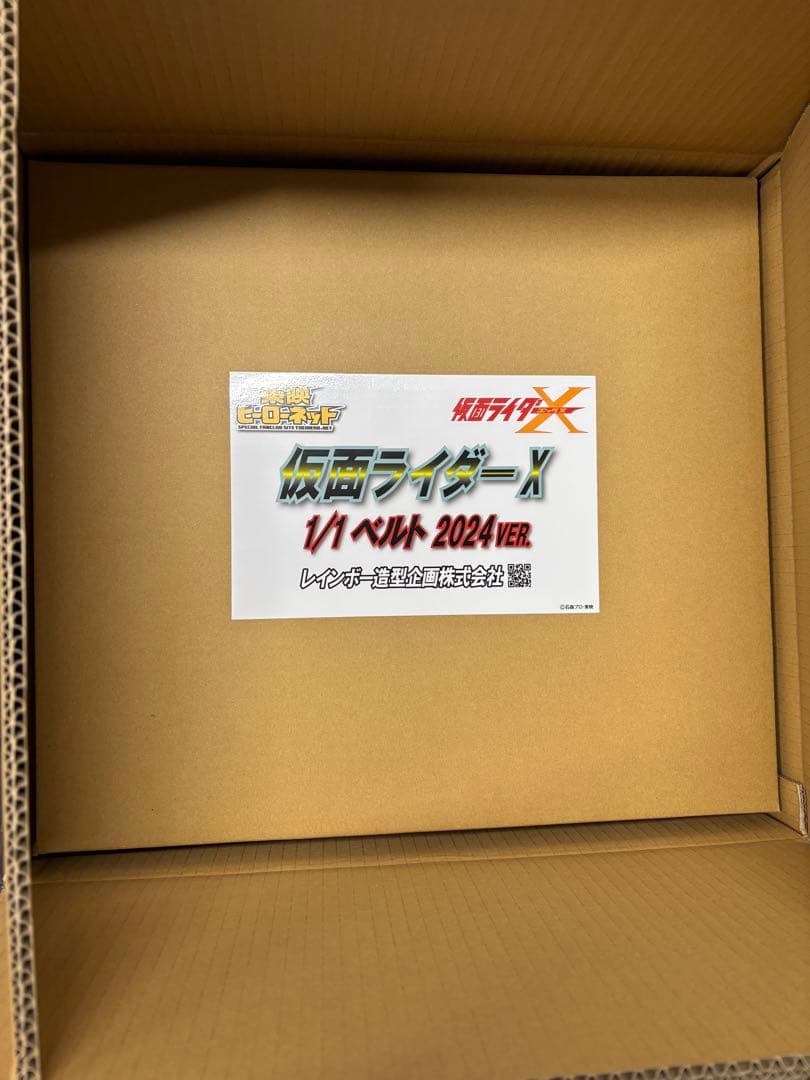 東映
ヒーローネット
SPECIAL FANCLUB SITE TOEIHERO.NET
仮面ライダーX
仮面ライダーX
1/1 ベルト 2024 VER.
レインボー造型企画株式会社
©石森プロ・東映